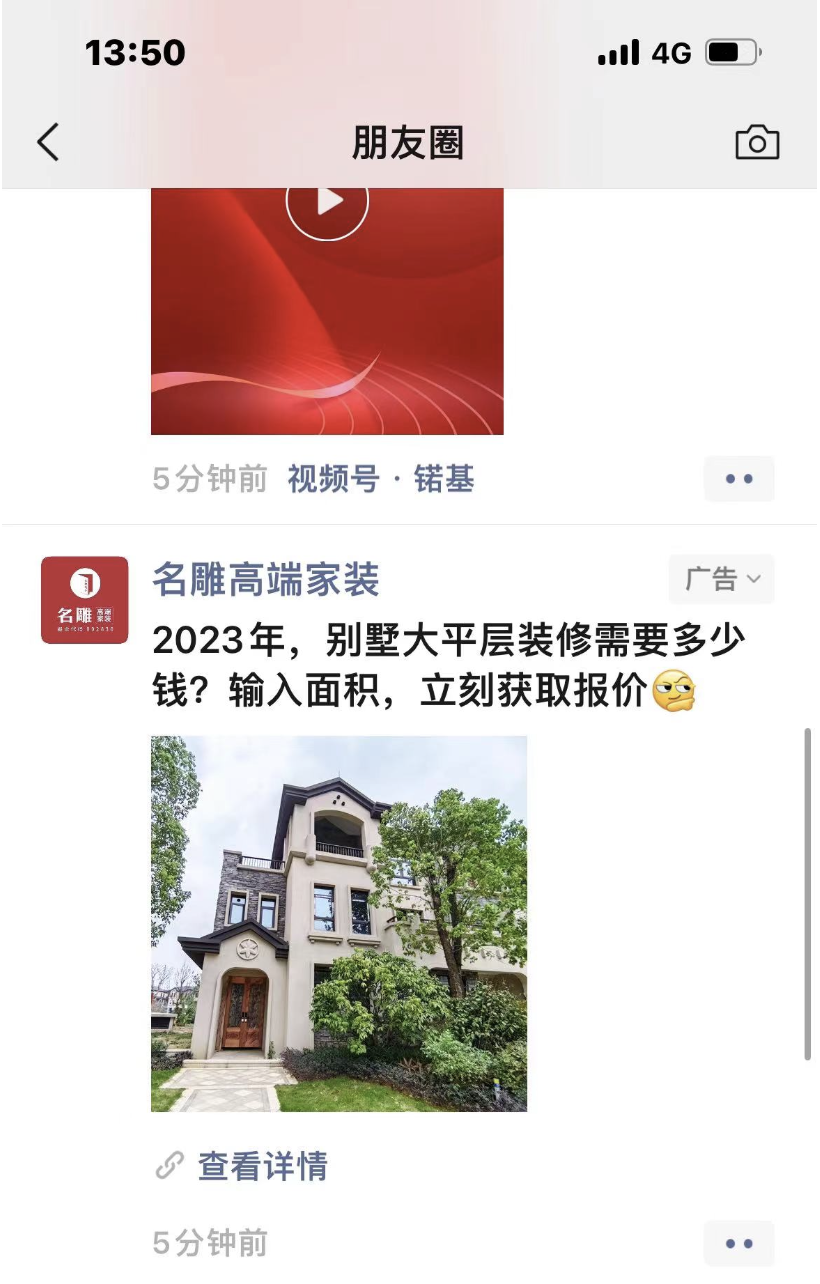 13:50
4G
朋友圈
5分钟前 视频号 · 锘基
名雕高端家装
广告
名雕 高端家装
2023年，别墅大平层装修需要多少
钱？输入面积，立刻获取报价🤔
查看详情
5分钟前